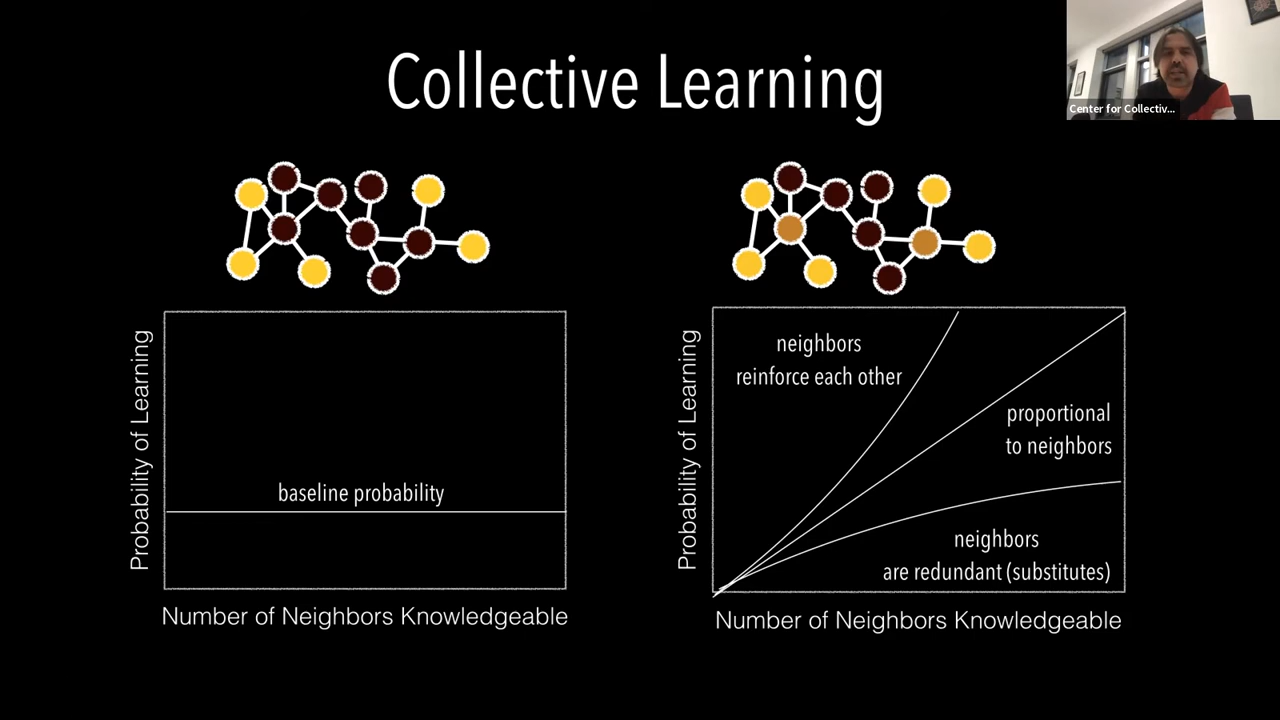 Collective Learning
Center for Collectiv...
Probability of Learning
baseline probability
Number of Neighbors Knowledgeable
Probability of Learning
neighbors
reinforce each other
proportional
to neighbors
neighbors
are redundant (substitutes)
Number of Neighbors Knowledgeable